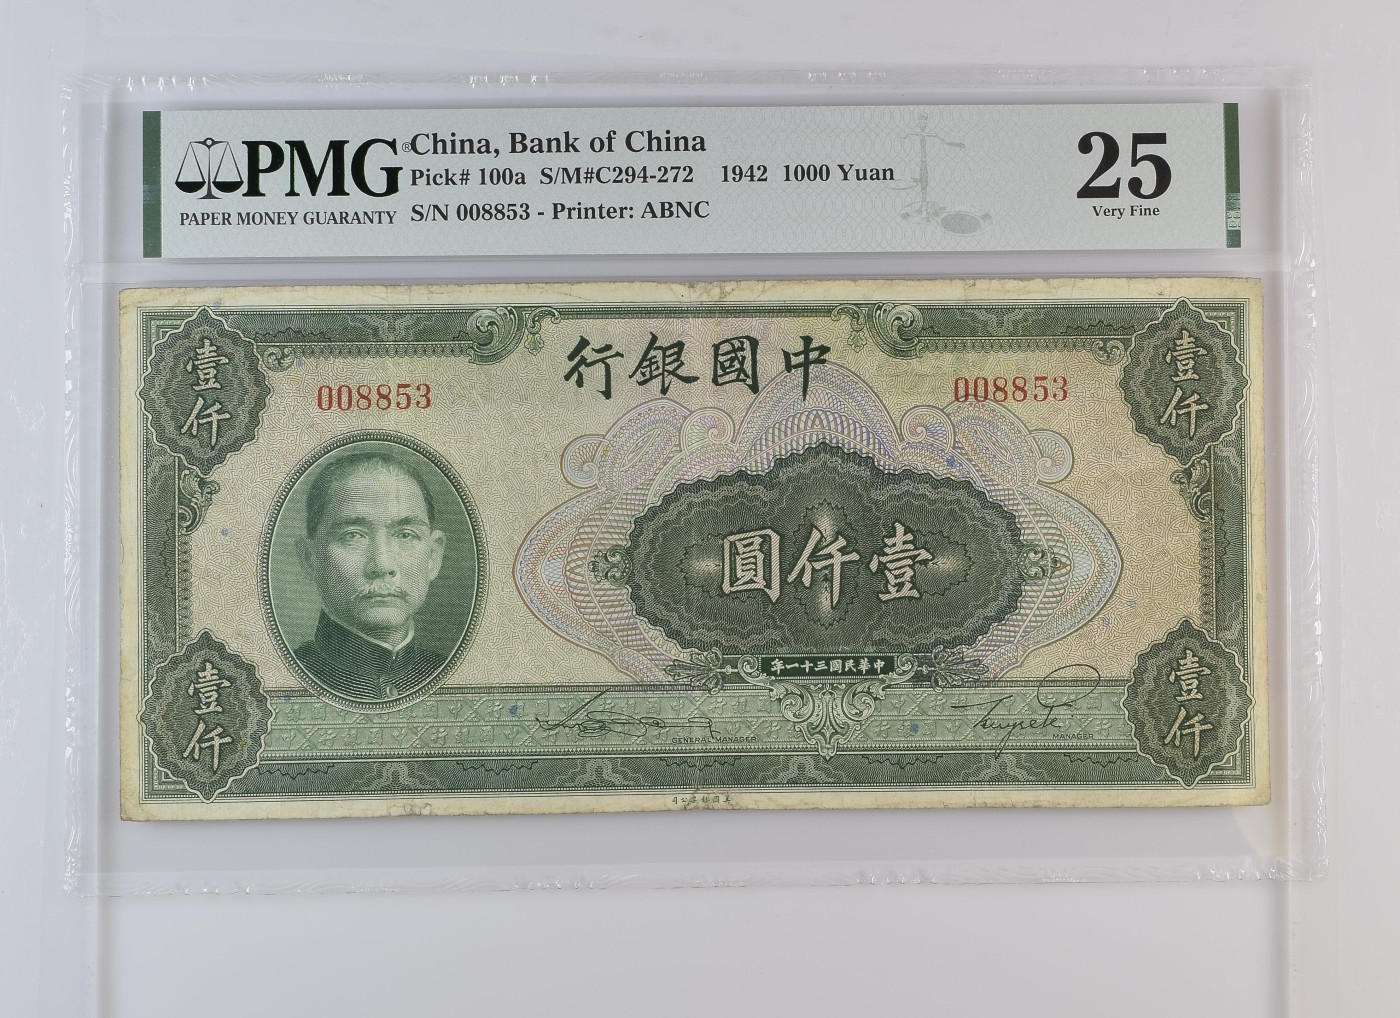 PMG®
PAPER MONEY GUARANTY
China, Bank of China
Pick# 100a S/M#C294-272 1942 1000 Yuan
S/N 008853 - Printer: ABNC
25
Very Fine
行銀國中
壹仟
壹仟
008853
008853
圓仟壹
年一十三國民華中
壹仟
壹仟
GENERAL MANAGER
MANAGER